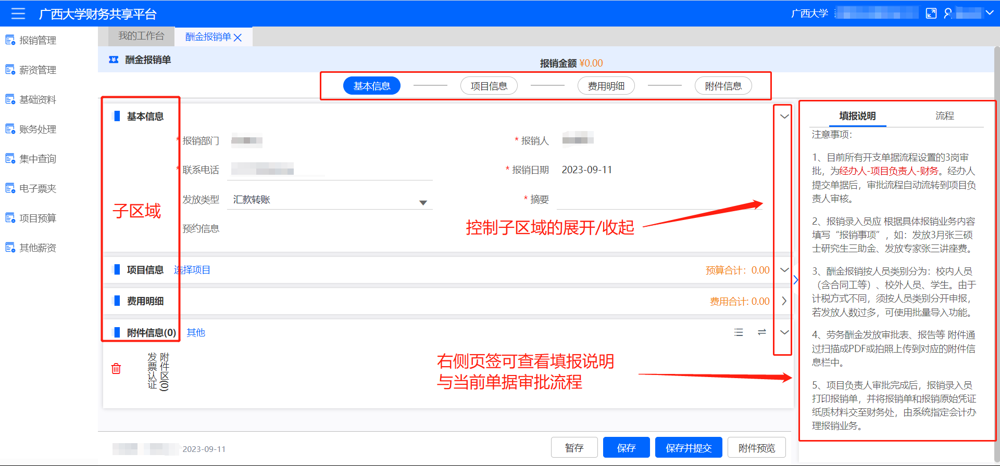 广西大学财务共享平台
广西大学
报销管理
薪资管理
基础资料
账务处理
集中查询
电子票夹
项目预算
其他薪资
我的工作台
酬金报销单
酬金报销单
报销金额 ¥0.00
基本信息
项目信息
费用明细
附件信息
基本信息
* 报销部门
* 报销人
* 联系电话
* 报销日期 2023-09-11
发放类型 汇款转账
* 摘要
预约信息
子区域
控制子区域的展开/收起
项目信息 选择项目
预算合计：0.00
费用明细
费用合计: 0.00
附件信息(0) 其他
附件区(0)
发票认证
右侧页签可查看填报说明
与当前单据审批流程
2023-09-11
暂存
保存
保存并提交
附件预览
填报说明
流程
注意事项：
1、目前所有开支单据流程设置的3岗审
批，为经办人-项目负责人-财务。经办人
提交单据后，审批流程自动流转到项目负
责人审核。
2、报销录入员应 根据具体报销业务内容
填写“报销事项”，如：发放3月张三硕
士研究生三助金、发放专家张三讲座费。
3、酬金报销按人员类别分为：校内人员
（含合同工等）、校外人员、学生。由于
计税方式不同，须按人员类别分开申报，
若发放人数过多，可使用批量导入功能。
4、劳务酬金发放审批表、报告等 附件通
过扫描成PDF或拍照上传到对应的附件信
息栏中。
5、项目负责人审批完成后，报销录入员
打印报销单，并将报销单和报销原始凭证
纸质材料交至财务处，由系统指定会计办
理报销业务。